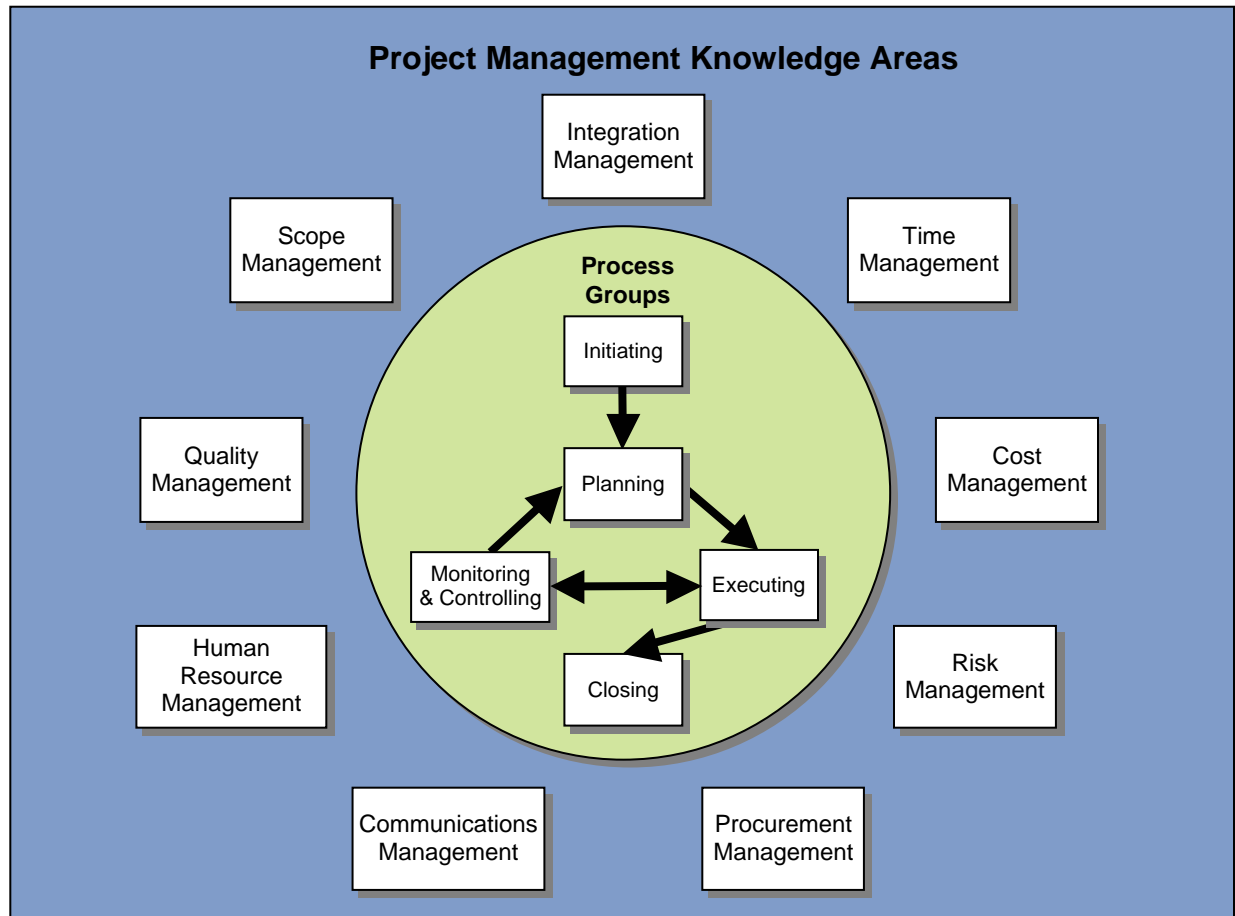 Project Management Knowledge Areas
Integration
Management
Scope
Management
Time
Management
Process
Groups
Initiating
Quality
Management
Planning
Cost
Management
Monitoring
& Controlling
Executing
Human
Resource
Management
Closing
Risk
Management
Communications
Management
Procurement
Management